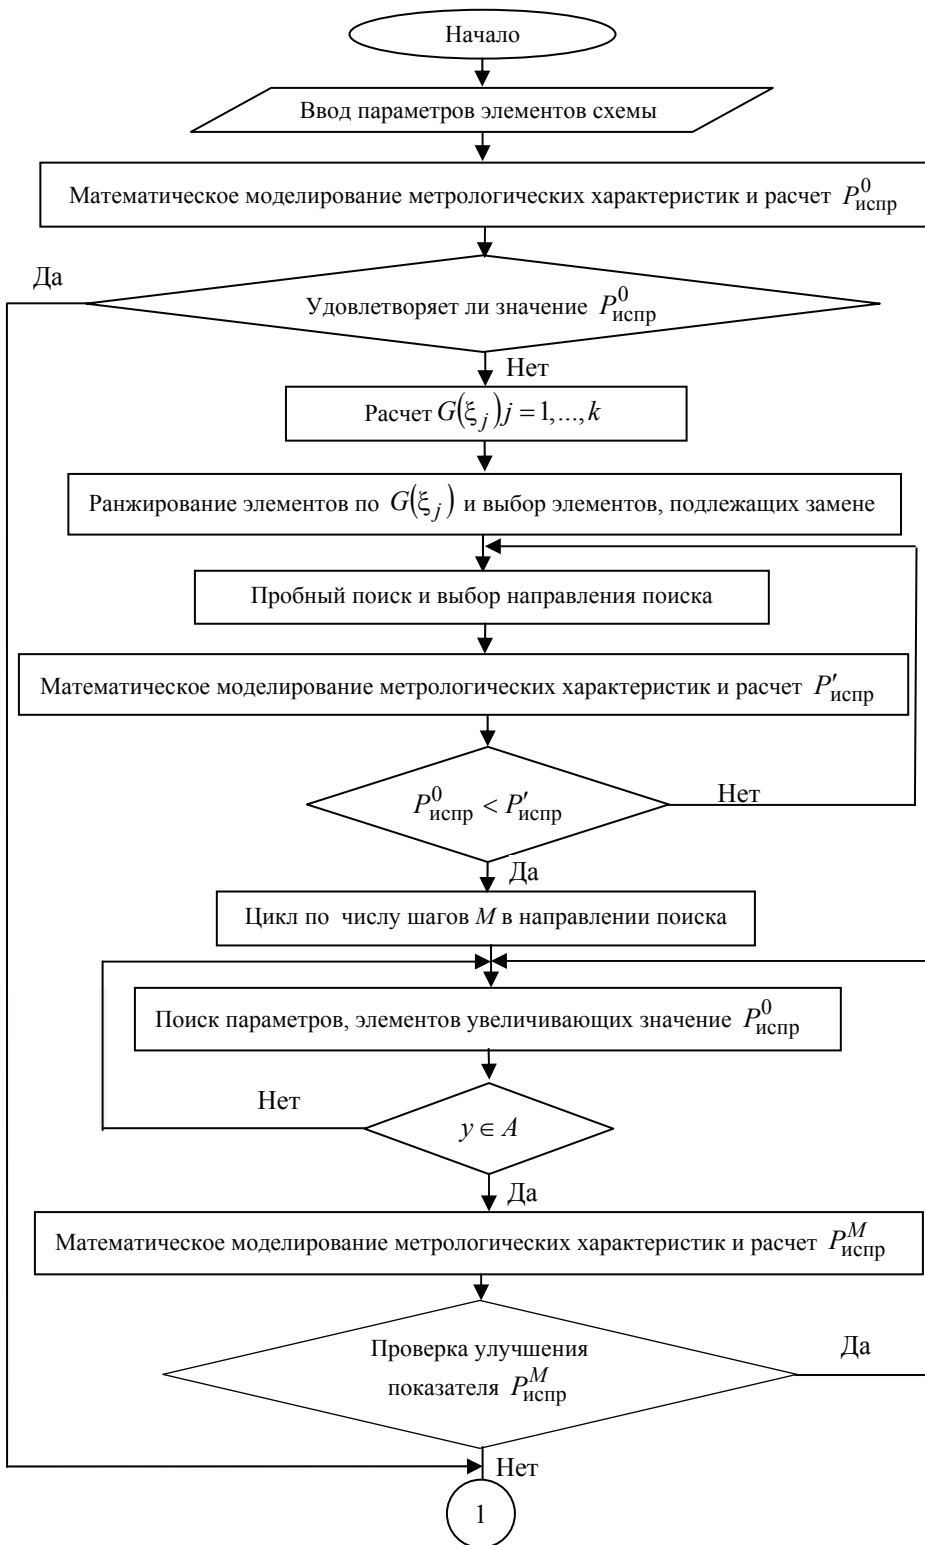 Начало
Ввод параметров элементов схемы
Математическое моделирование метрологических характеристик и расчет P⁰испр
Да
Удовлетворяет ли значение P⁰испр
Нет
Расчет G(ξj) j = 1,..., k
Ранжирование элементов по G(ξj) и выбор элементов, подлежащих замене
Пробный поиск и выбор направления поиска
Математическое моделирование метрологических характеристик и расчет P′испр
P⁰испр < P′испр
Нет
Да
Цикл по числу шагов M в направлении поиска
Поиск параметров, элементов увеличивающих значение P⁰испр
Нет
y ∈ A
Да
Математическое моделирование метрологических характеристик и расчет Pᴹиспр
Проверка улучшения
показателя Pᴹиспр
Да
Нет
1